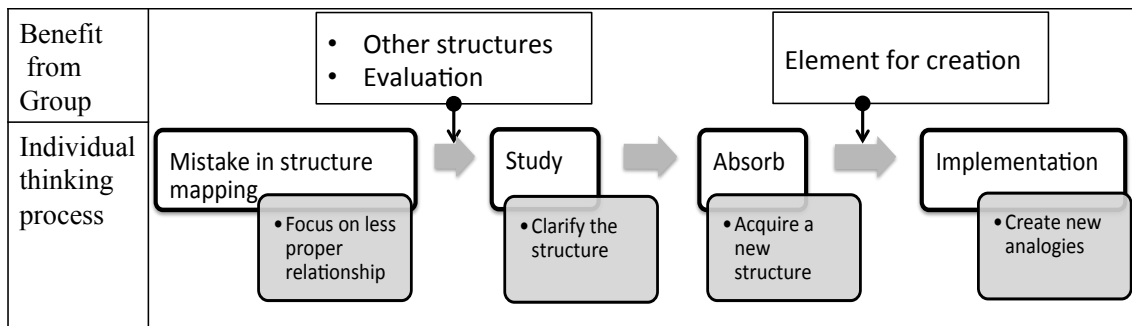 Benefit
from
Group
• Other structures
• Evaluation
Element for creation
Individual
thinking
process
Mistake in structure
mapping
• Focus on less
proper
relationship
Study
• Clarify the
structure
Absorb
• Acquire a
new
structure
Implementation
• Create new
analogies